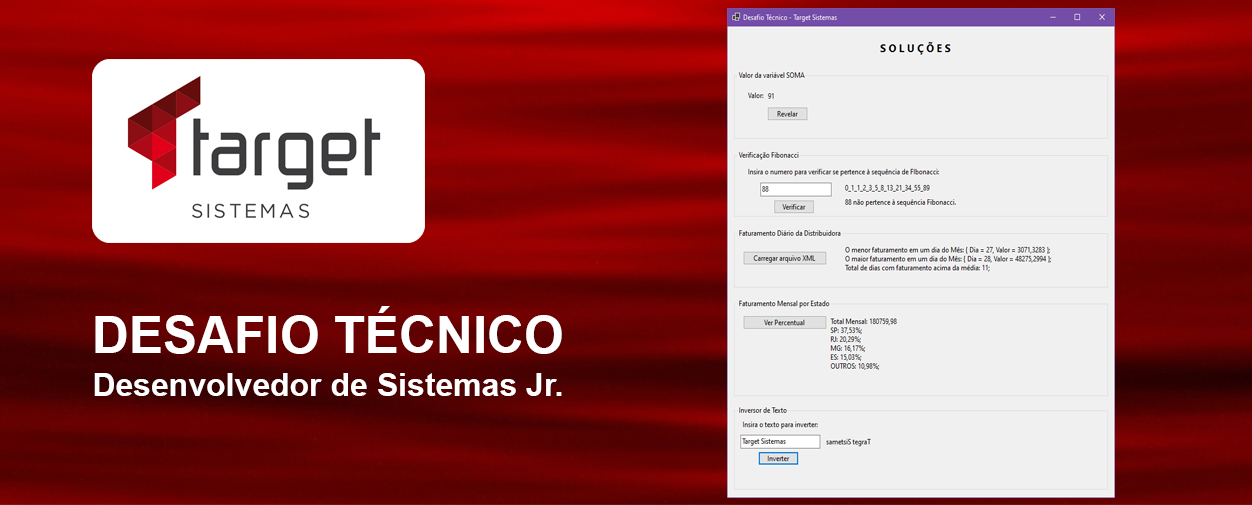 target
SISTEMAS
DESAFIO TÉCNICO
Desenvolvedor de Sistemas Jr.
Desafio Técnico - Target Sistemas
SOLUÇÕES
Valor da variável SOMA
Valor: 91
Revelar
Verificação Fibonacci
Insira o numero para verificar se pertence à sequência de FIbonacci:
88
0_1_1_2_3_5_8_13_21_34_55_89
Verificar
88 não pertence à sequência Fibonacci.
Faturamento Diário da Distribuidora
Carregar arquivo XML
O menor faturamento em um dia do Mês: { Dia = 27, Valor = 3071,3283 };
O maior faturamento em um dia do Mês: { Dia = 28, Valor = 48275,2994 };
Total de dias com faturamento acima da média: 11;
Faturamento Mensal por Estado
Ver Percentual
Total Mensal: 180759,98
SP: 37,53%;
RJ: 20,29%;
MG: 16,17%;
ES: 15,03%;
OUTROS: 10,98%;
Inversor de Texto
Insira o texto para inverter:
Target Sistemas
sametsiS tegraT
Inverter